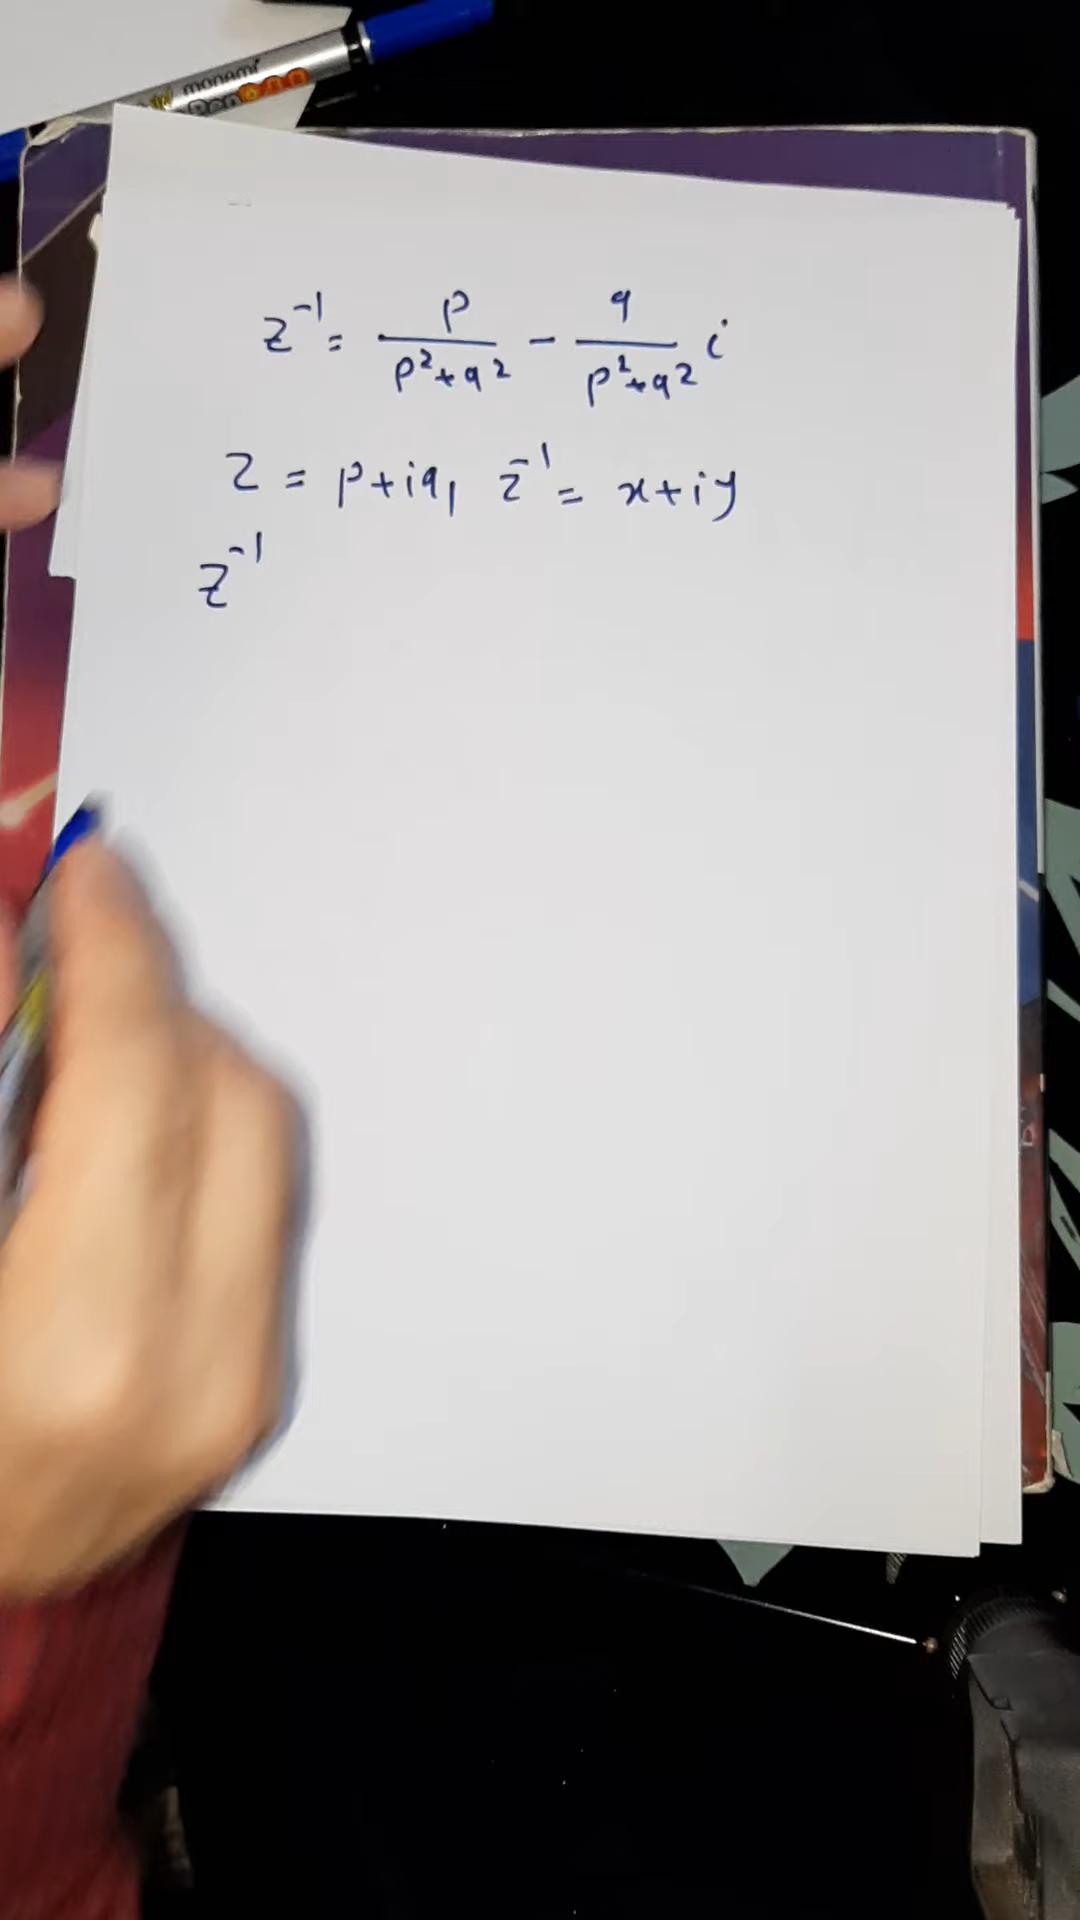 monami
z⁻¹ = p/(p²+q²) - q/(p²+q²) i
z = p+iq, z⁻¹ = x+iy
z⁻¹